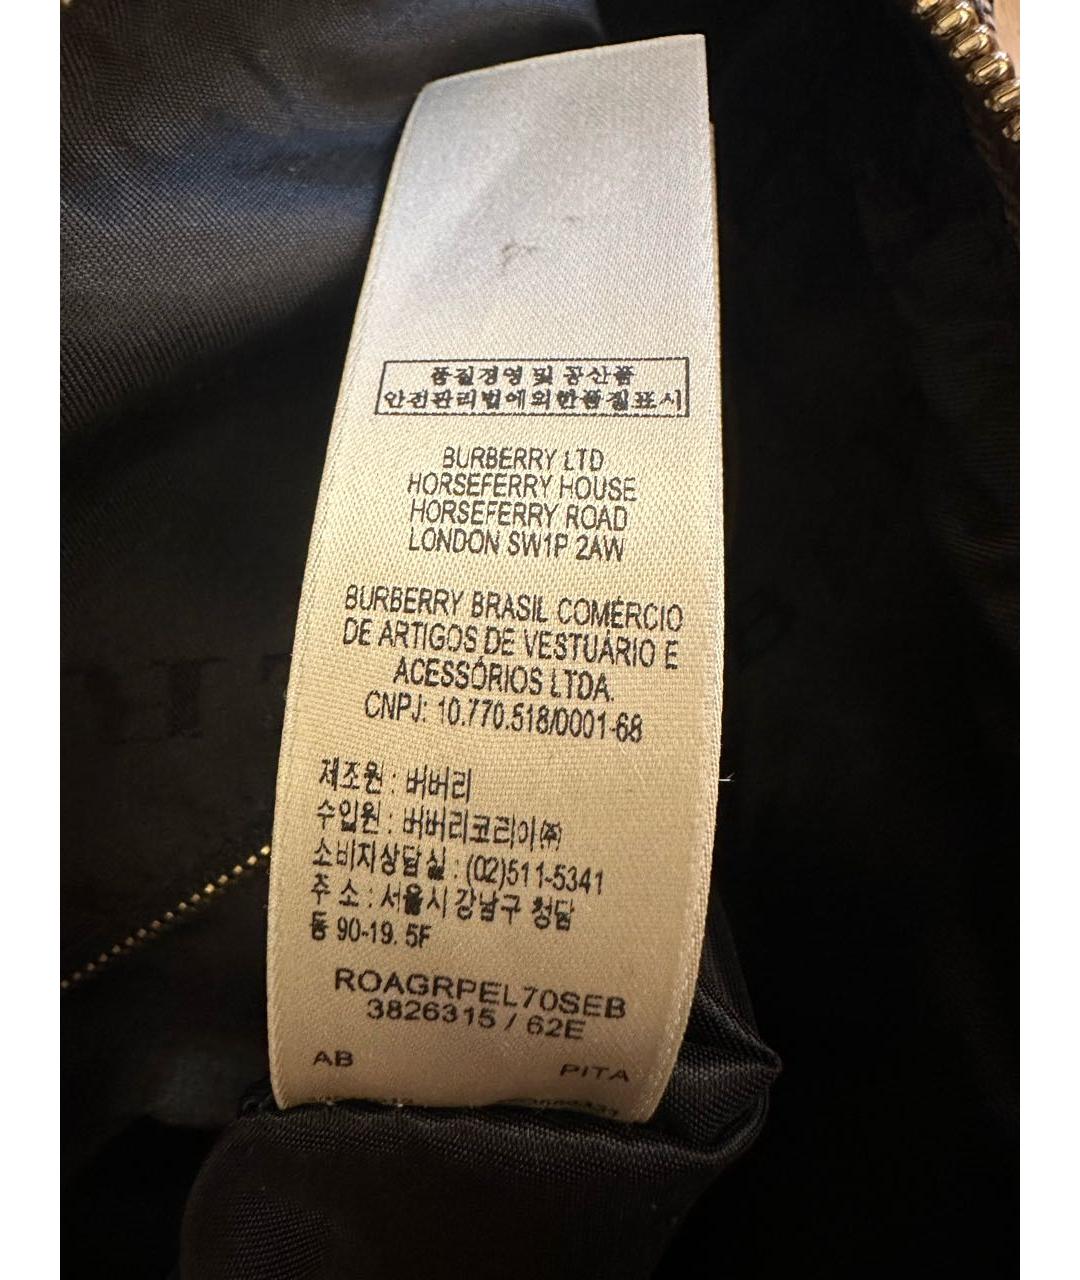 품질경영 및 공산품
안전관리법에의한품질표시
BURBERRY LTD
HORSEFERRY HOUSE
HORSEFERRY ROAD
LONDON SW1P 2AW
BURBERRY BRASIL COMÉRCIO
DE ARTIGOS DE VESTUÁRIO E
ACESSÓRIOS LTDA.
CNPJ: 10.770.518/0001-68
제조원 : 버버리
수입원 : 버버리코리아㈜
소비자상담실 : (02)511-5341
주 소 : 서울시 강남구 청담
동 90-19. 5F
ROAGRPEL70SEB
3826315 / 62E
AB PITA